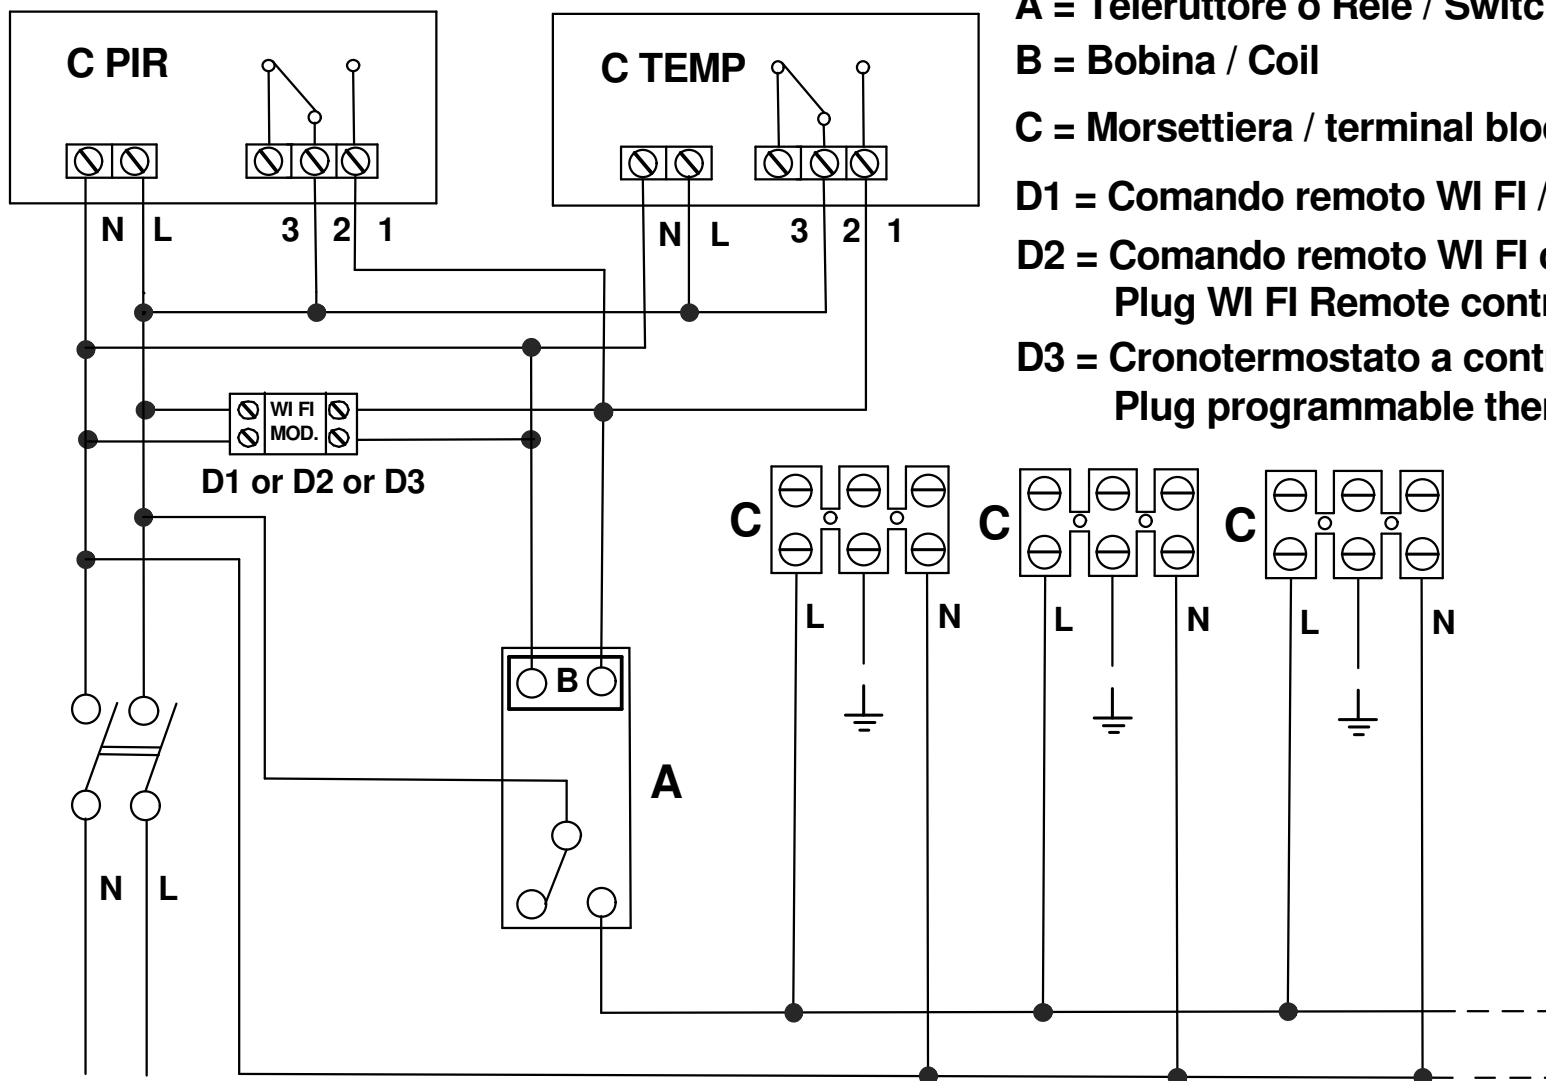 A = Teleruttore o Relè / Switc
B = Bobina / Coil
C = Morsettiera / terminal bloc
D1 = Comando remoto WI FI /
D2 = Comando remoto WI FI c
Plug WI FI Remote contr
D3 = Cronotermostato a contr
Plug programmable ther
C PIR
C TEMP
N L 3 2 1
N L 3 2 1
WI FI
MOD.
D1 or D2 or D3
C
C
C
L N
L N
L N
B
A
N L